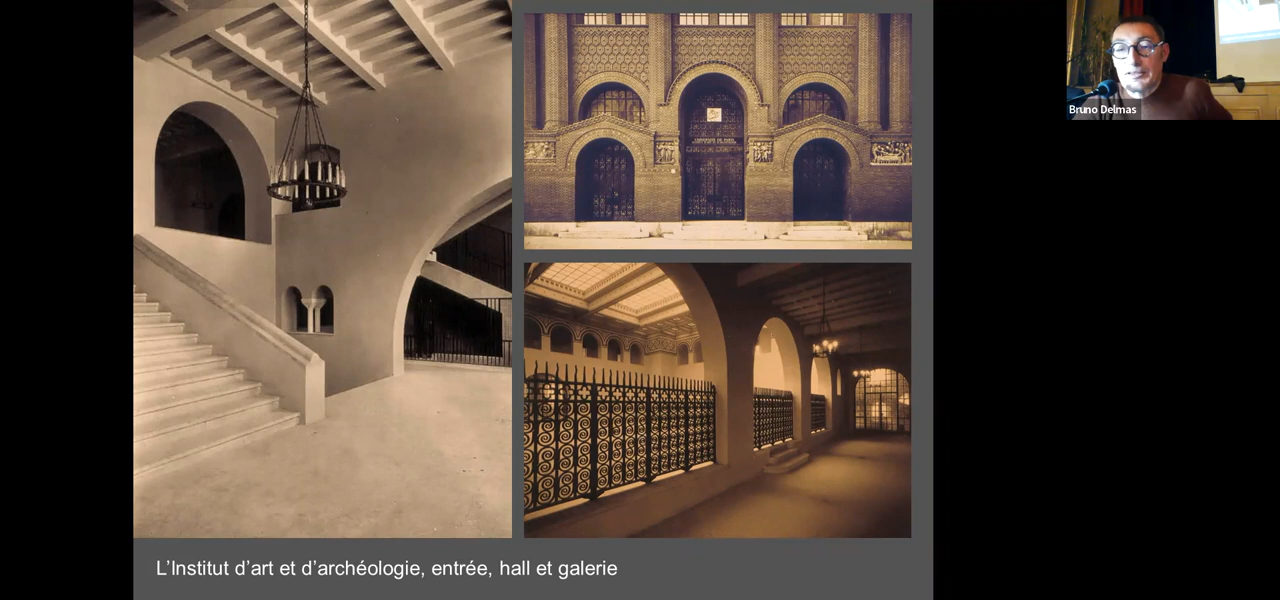 Bruno Delmas
L'Institut d'art et d'archéologie, entrée, hall et galerie